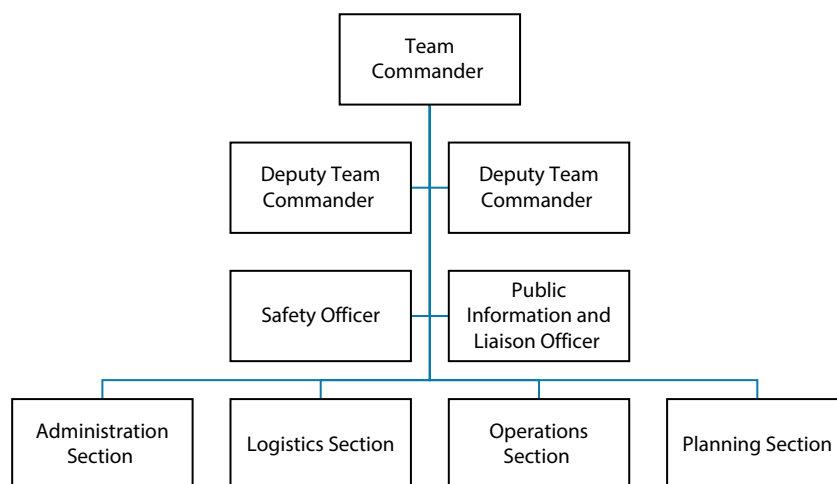 Team
Commander
Deputy Team
Commander
Deputy Team
Commander
Safety Officer
Public
Information and
Liaison Officer
Administration
Section
Logistics Section
Operations
Section
Planning Section